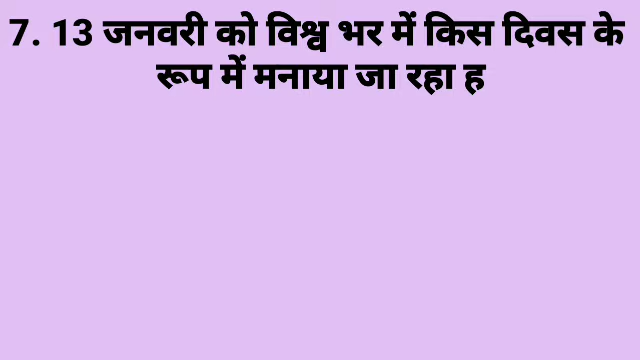 7. 13 जनवरी को विश्व भर में किस दिवस के
रूप में मनाया जा रहा ह